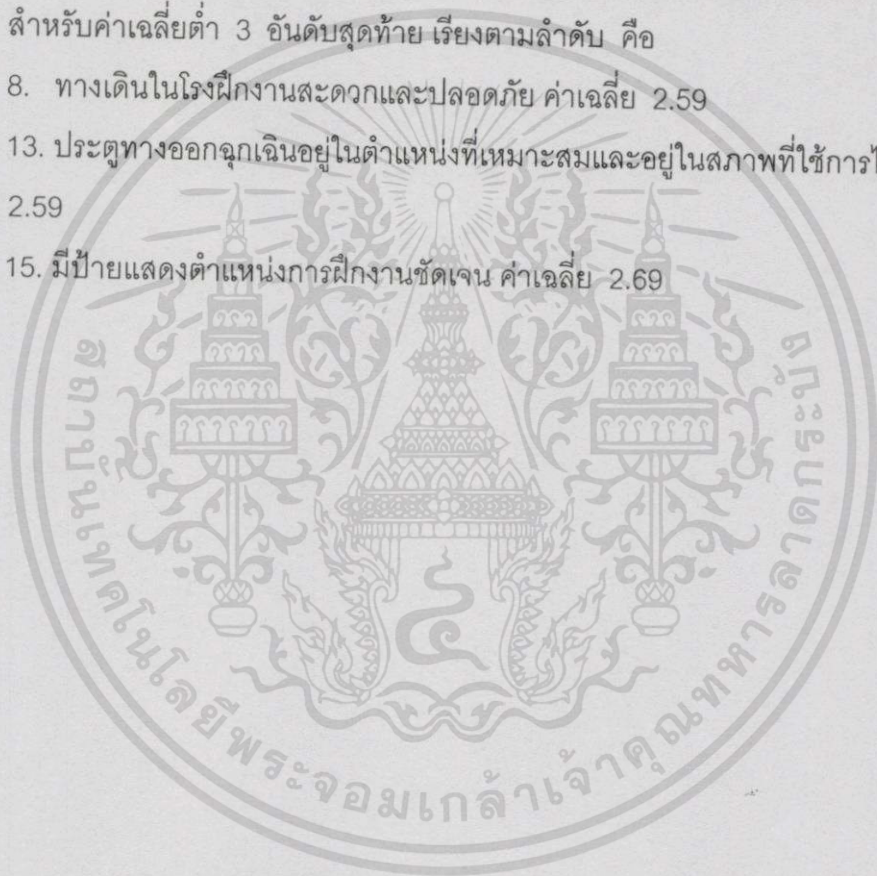 สำหรับค่าเฉลี่ยต่ำ 3 อันดับสุดท้าย เรียงตามลำดับ คือ
8. ทางเดินในโรงฝึกงานสะดวกและปลอดภัย ค่าเฉลี่ย 2.59
13. ประตูทางออกฉุกเฉินอยู่ในตำแหน่งที่เหมาะสมและอยู่ในสภาพที่ใช้การ
2.59
15. มีป้ายแสดงตำแหน่งการฝึกงานชัดเจน ค่าเฉลี่ย 2.69
สถาบันเทคโนโลยีพระจอมเกล้าเจ้าคุณทหารลาดกระบัง
๔